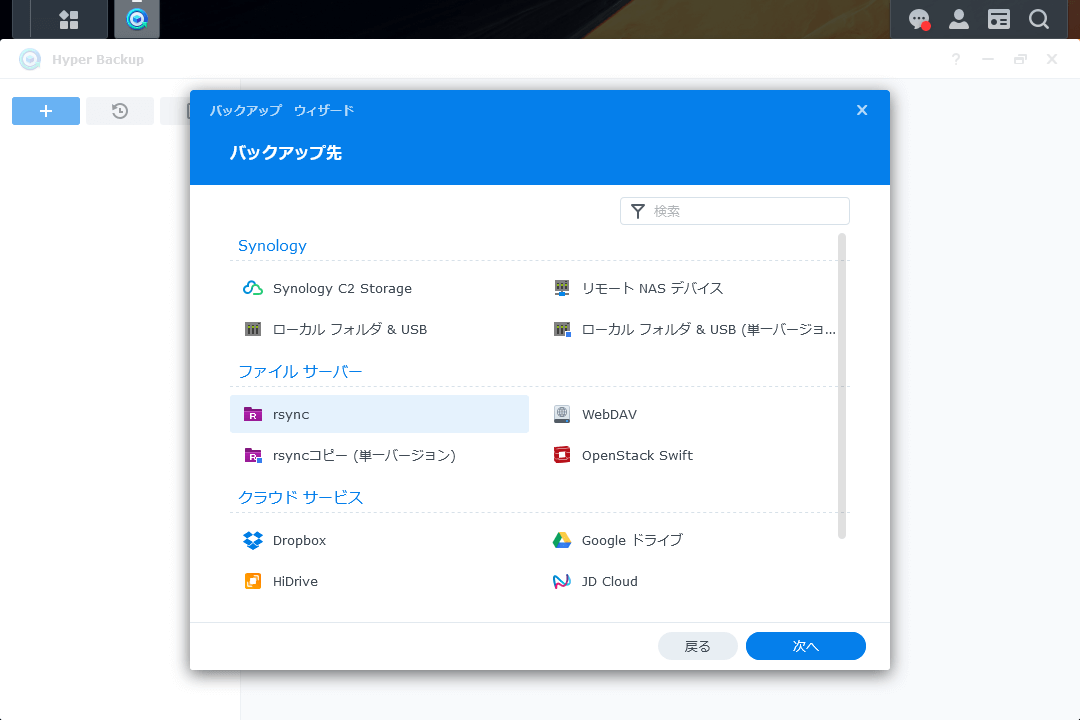 Hyper Backup
?
バックアップ ウィザード
バックアップ先
検索
Synology
Synology C2 Storage
リモート NAS デバイス
ローカル フォルダ & USB
ローカル フォルダ & USB (単一バージョ...
ファイル サーバー
rsync
WebDAV
rsyncコピー (単一バージョン)
OpenStack Swift
クラウド サービス
Dropbox
Google ドライブ
HiDrive
JD Cloud
戻る
次へ